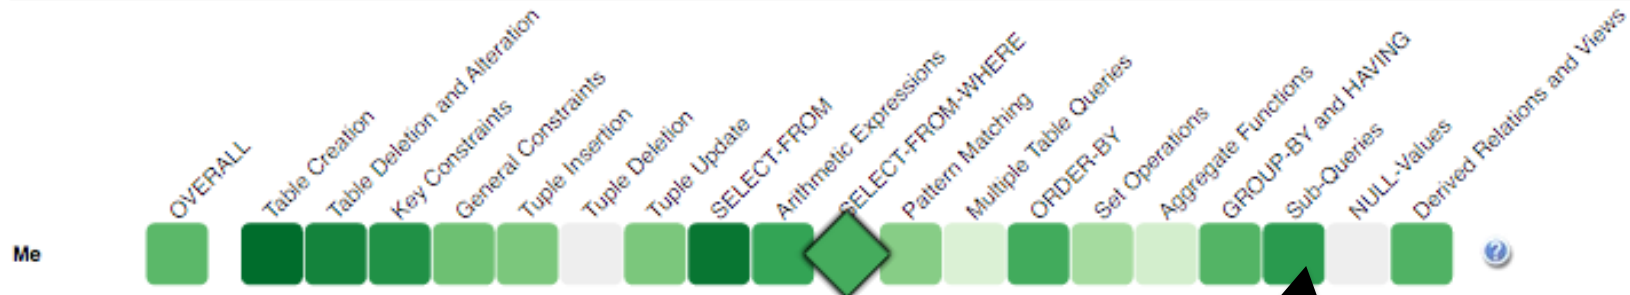 OVERALL
Table Creation
Table Deletion and Alteration
Key Constraints
General Constraints
Tuple Insertion
Tuple Deletion
Tuple Update
SELECT-FROM
Arithmetic Expressions
SELECT-FROM-WHERE
Pattern Matching
Multiple Table Queries
ORDER-BY
Set Operations
Aggregate Functions
GROUP-BY and HAVING
Sub-Queries
NULL-Values
Derived Relations and Views
Me
?